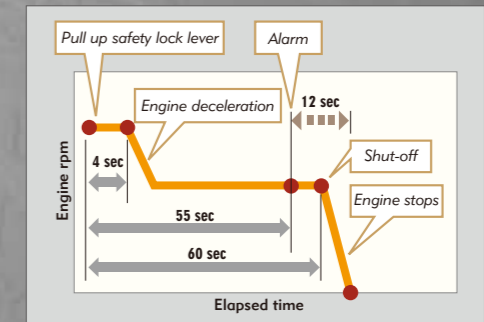 Pull up safety lock lever
Alarm
12 sec
Engine deceleration
4 sec
Shut-off
Engine stops
55 sec
60 sec
Engine rpm
Elapsed time